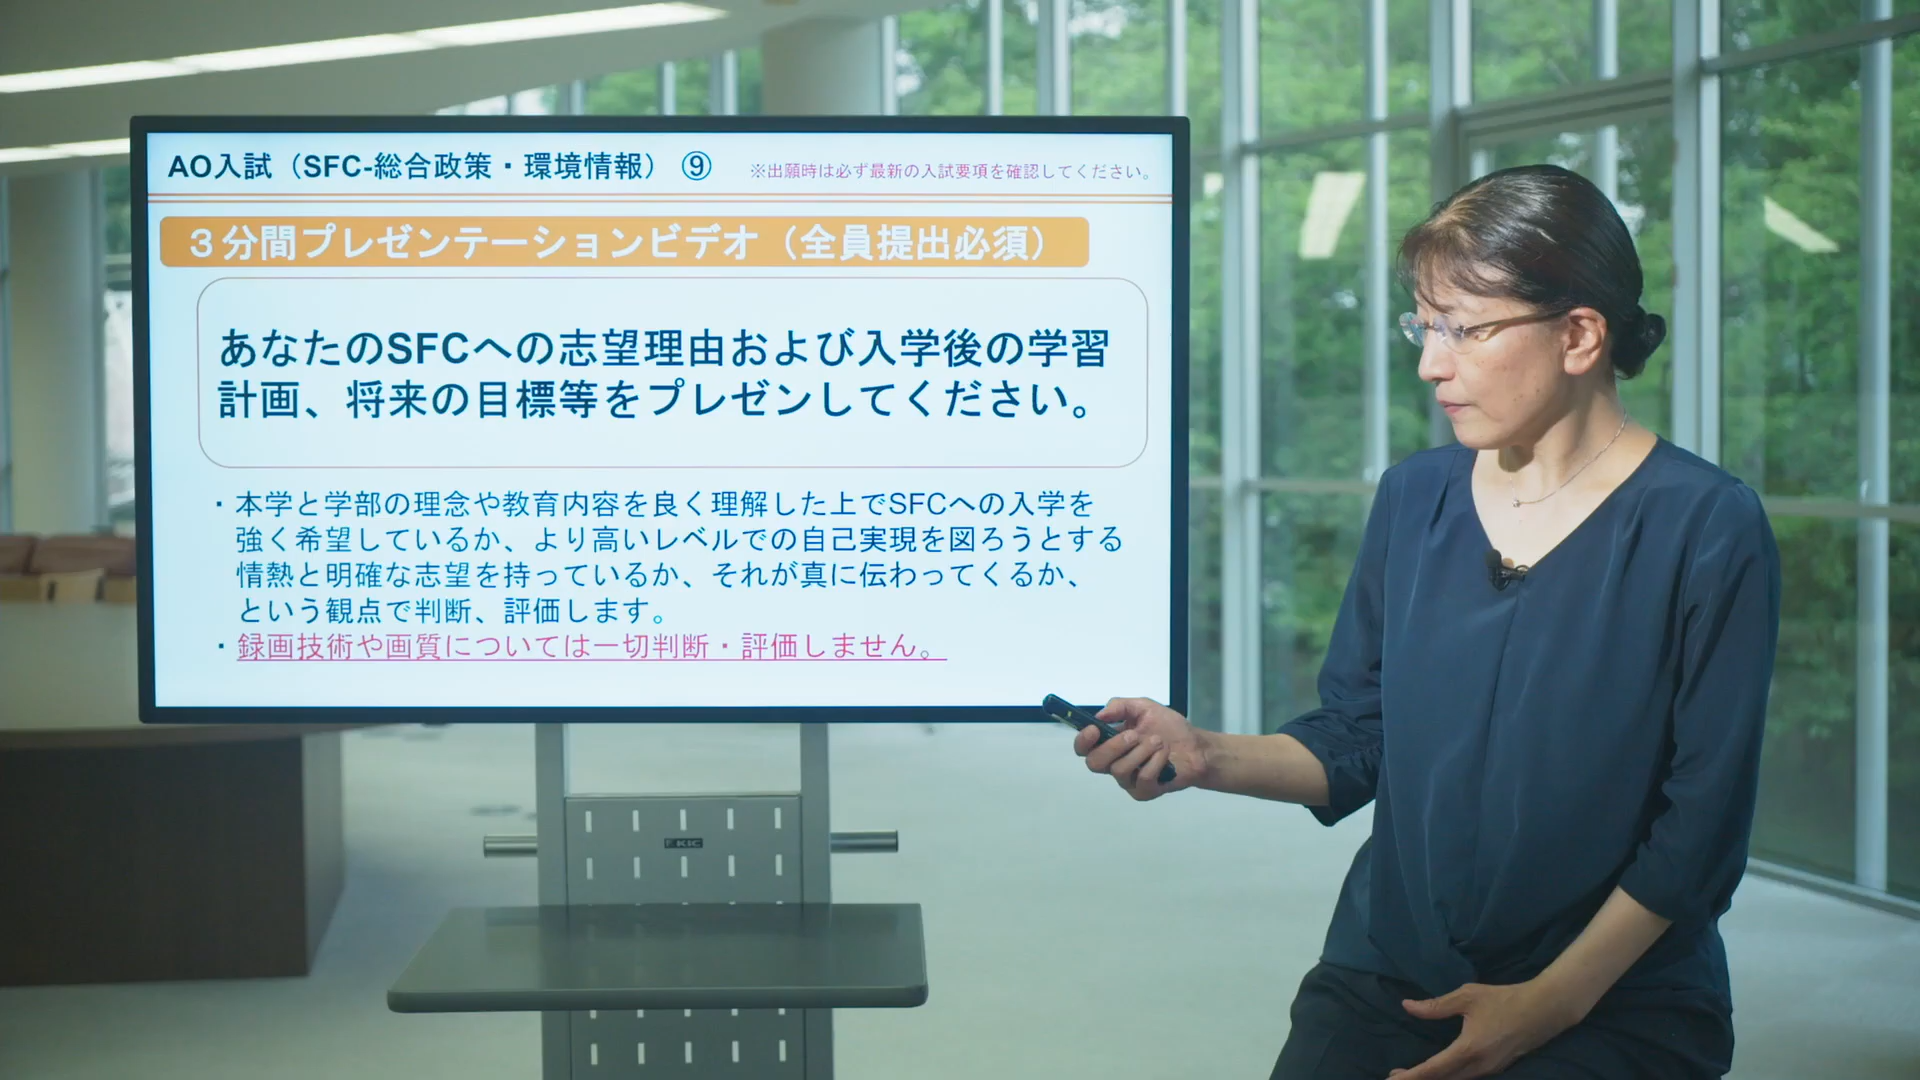 AO入試（SFC-総合政策・環境情報）⑨
※出願時は必ず最新の入試要項を確認してください。
３分間プレゼンテーションビデオ（全員提出必須）
あなたのSFCへの志望理由および入学後の学習
計画、将来の目標等をプレゼンしてください。
・本学と学部の理念や教育内容を良く理解した上でSFCへの入学を
強く希望しているか、より高いレベルでの自己実現を図ろうとする
情熱と明確な志望を持っているか、それが真に伝わってくるか、
という観点で判断、評価します。
・録画技術や画質については一切判断・評価しません。